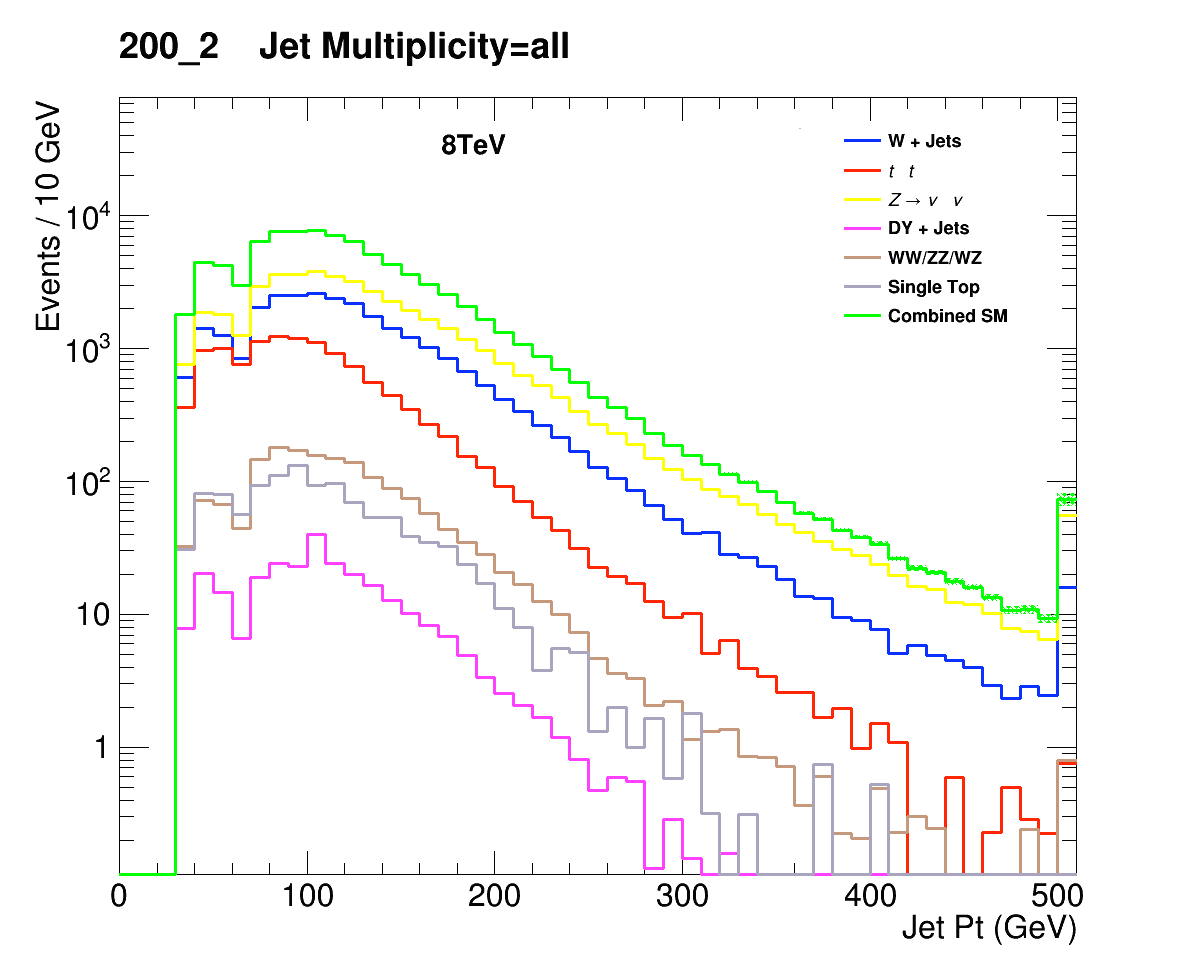 200_2 Jet Multiplicity=all
8TeV
W + Jets
t t
Z → ν ν
DY + Jets
WW/ZZ/WZ
Single Top
Combined SM
Events / 10 GeV
10⁴
10³
10²
10
1
0 100 200 300 400 500
Jet Pt (GeV)